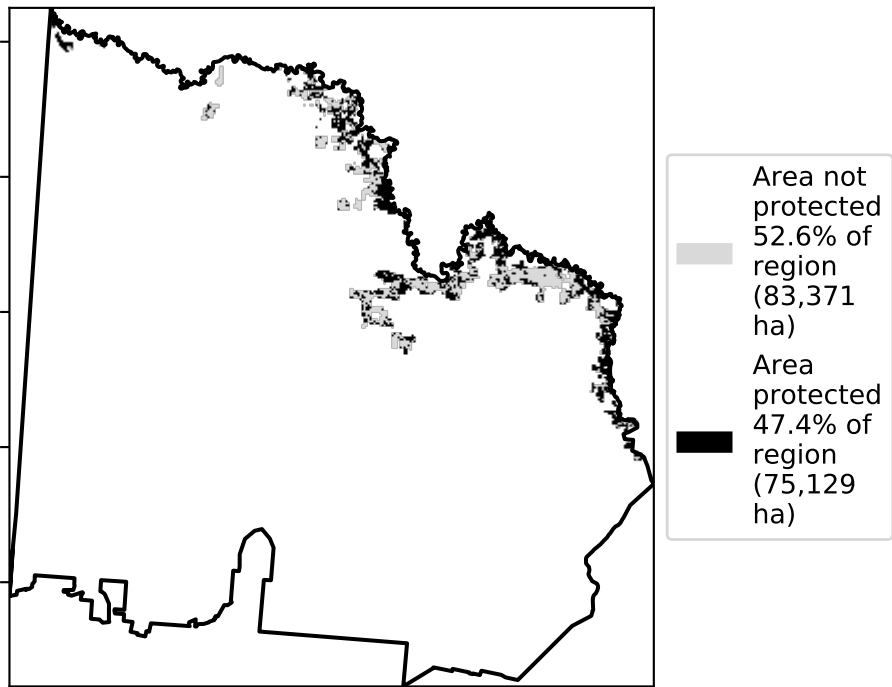 Area not
protected
52.6% of
region
(83,371
ha)
Area
protected
47.4% of
region
(75,129
ha)